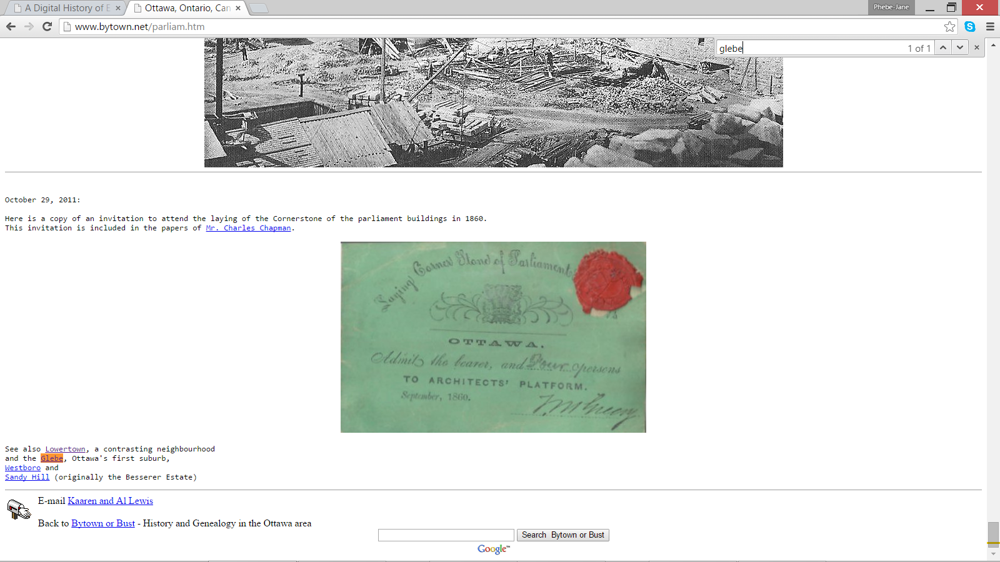 A Digital History of E
Ottawa, Ontario, Can
Phebe-Jane
www.bytown.net/parliam.htm
glebe
1 of 1
October 29, 2011:
Here is a copy of an invitation to attend the laying of the Cornerstone of the parliament buildings in 1860.
This invitation is included in the papers of Mr. Charles Chapman.
Laying Corner Stone of Parliament
OTTAWA.
Admit the bearer, and Four persons
TO ARCHITECTS' PLATFORM.
September, 1860.
See also Lowertown, a contrasting neighbourhood
and the Glebe, Ottawa's first suburb,
Westboro and
Sandy Hill (originally the Besserer Estate)
E-mail Kaaren and Al Lewis
Back to Bytown or Bust - History and Genealogy in the Ottawa area
Search Bytown or Bust
Google™